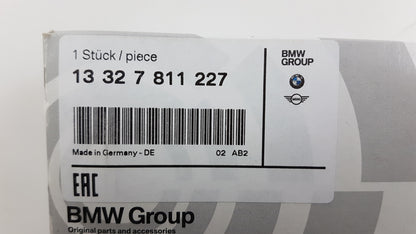 1 Stück / piece
13 32 7 811 227
BMW
GROUP
Made in Germany - DE 02 AB2
EAC
BMW Group
Original parts and accessories